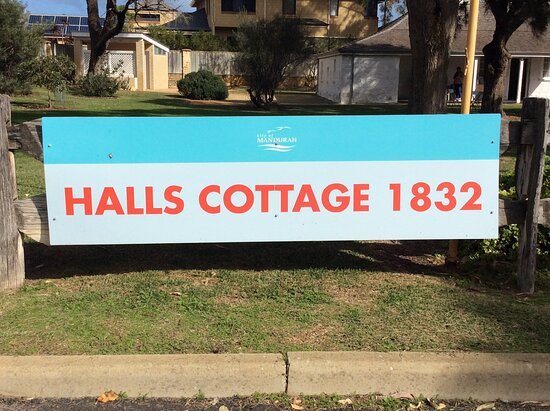 CITY OF
MANDURAH
HALLS COTTAGE 1832